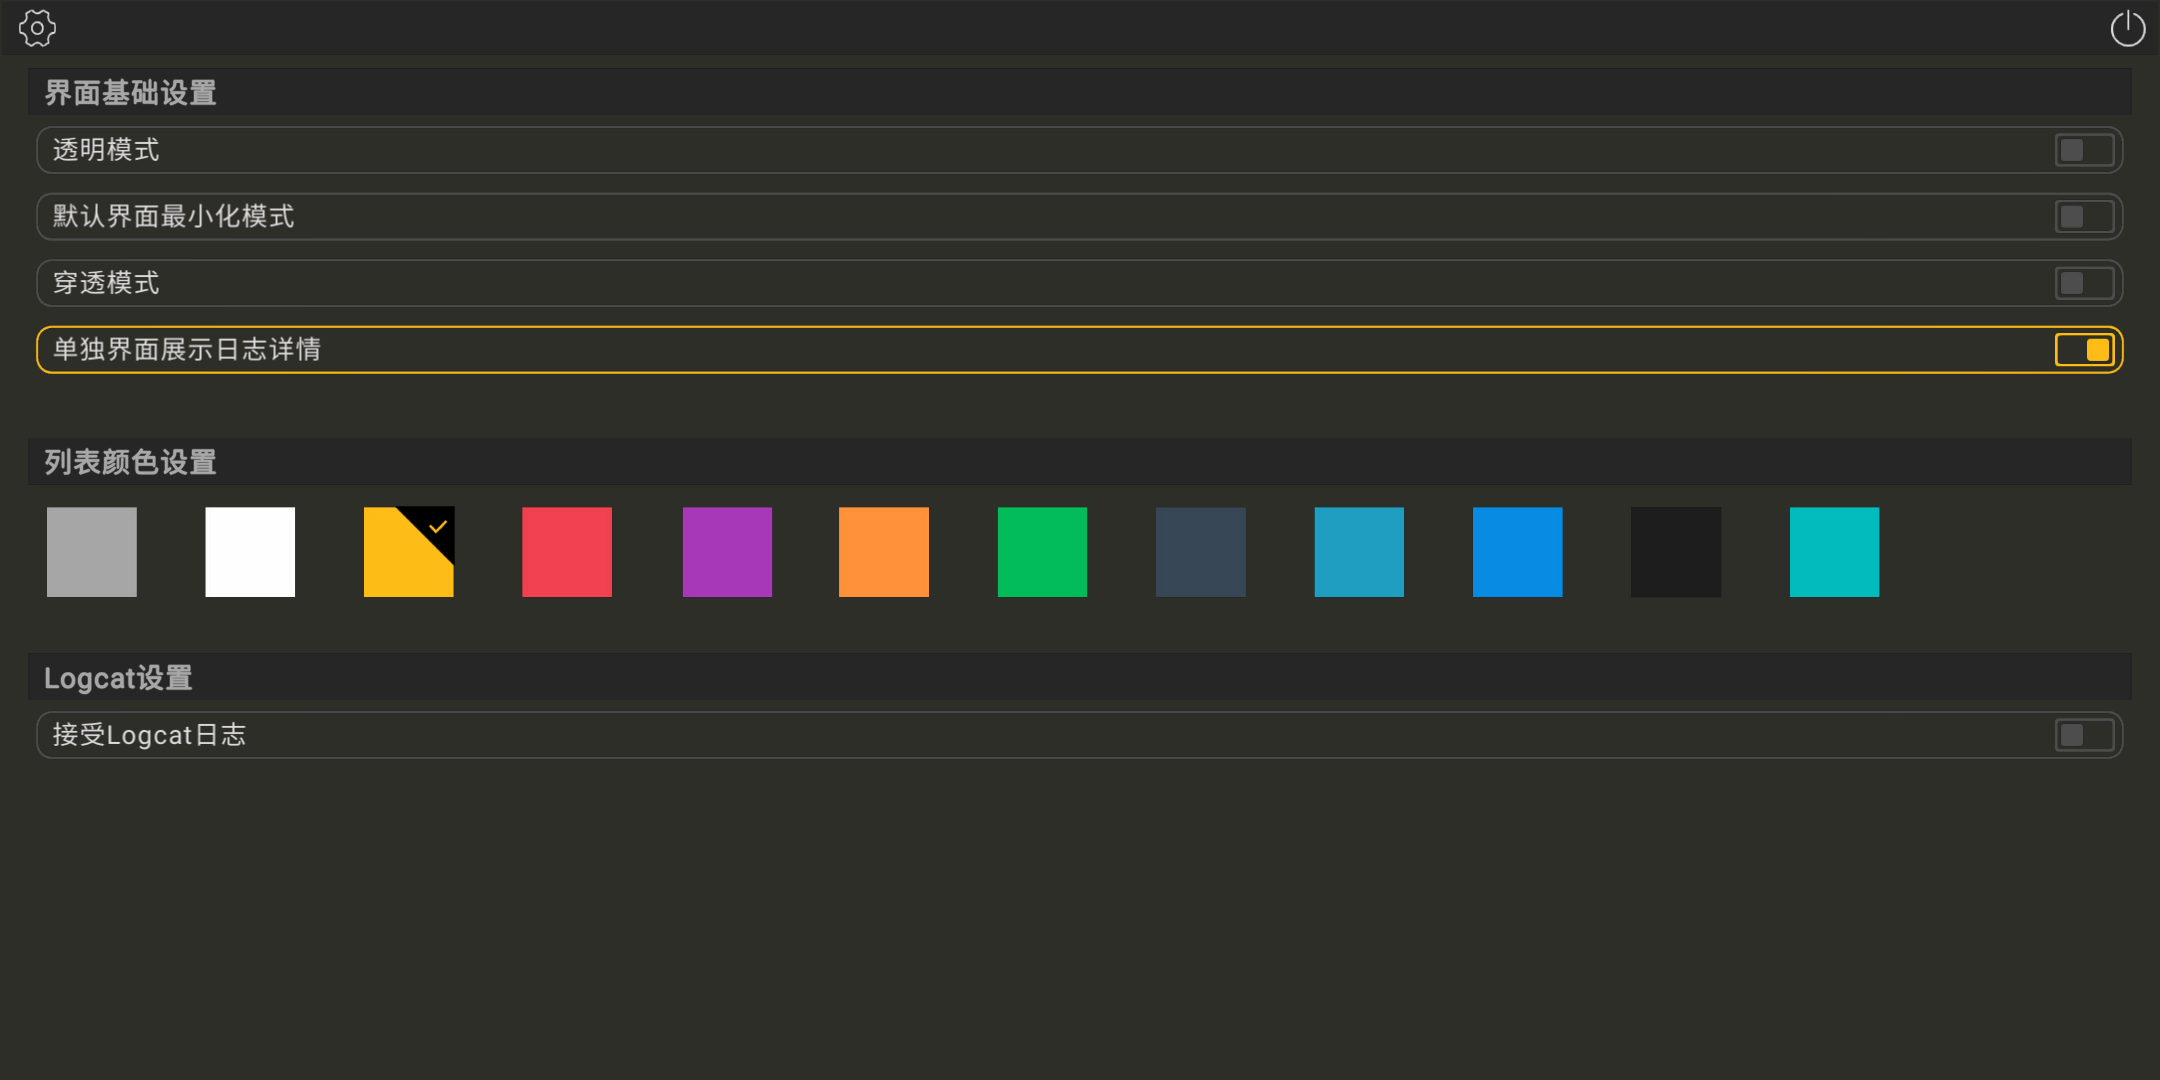 界面基础设置
透明模式
默认界面最小化模式
穿透模式
单独界面展示日志详情
列表颜色设置
Logcat设置
接受Logcat日志